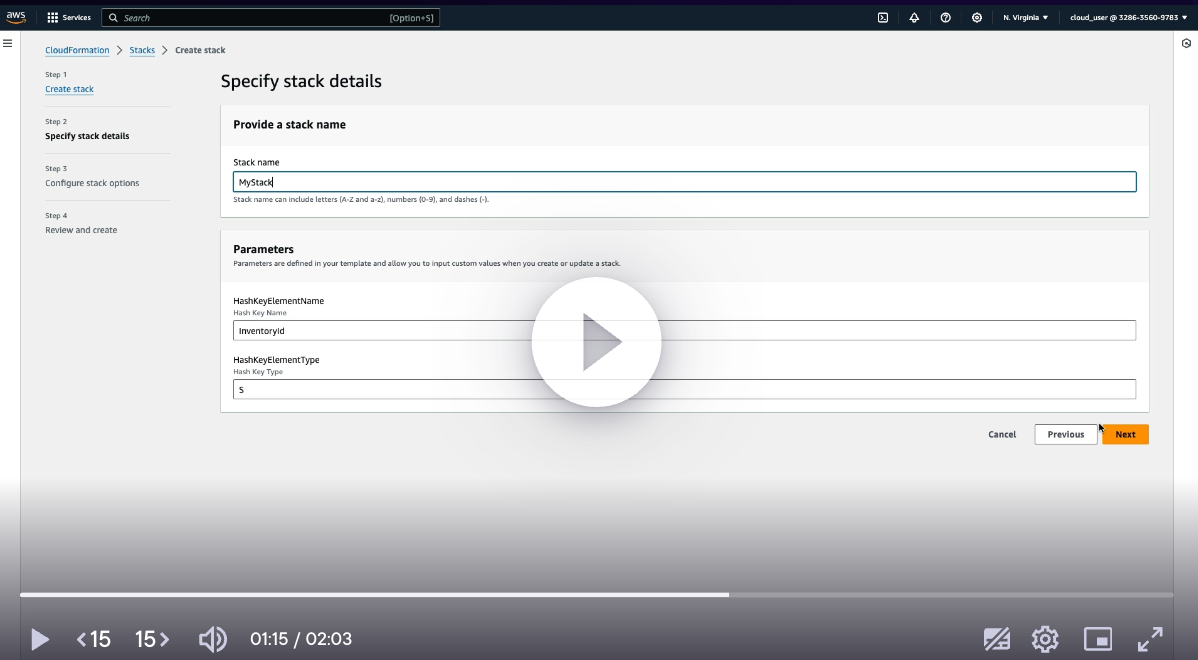 aws Services Search [Option+S] N. Virginia cloud_user @ 3286-3560-9783
CloudFormation Stacks Create stack
Step 1
Create stack
Step 2
Specify stack details
Step 3
Configure stack options
Step 4
Review and create
Specify stack details
Provide a stack name
Stack name
MyStack
Stack name can include letters (A-Z and a-z), numbers (0-9), and dashes (-).
Parameters
Parameters are defined in your template and allow you to input custom values when you create or update a stack.
HashKeyElementName
Hash Key Name
InventoryId
HashKeyElementType
Hash Key Type
S
Cancel Previous Next
15 15 01:15 / 02:03